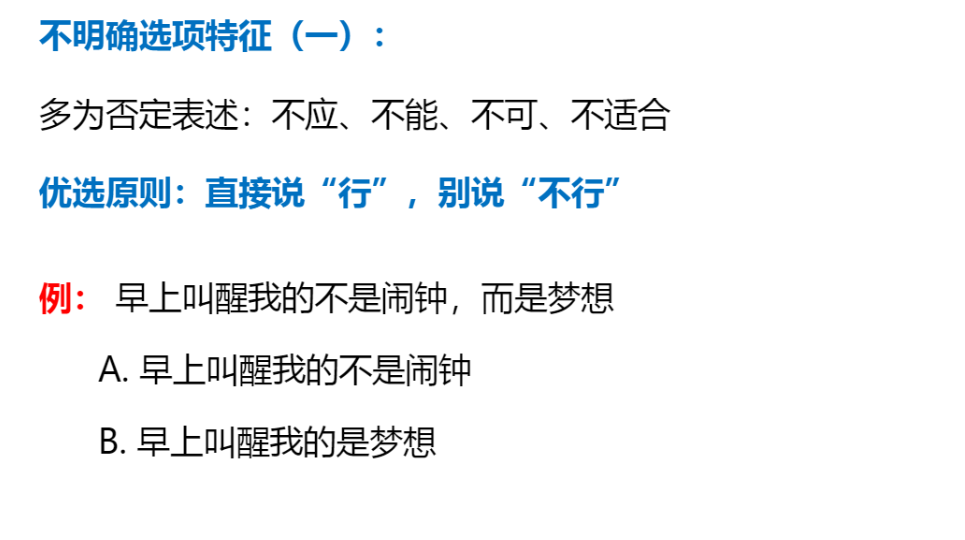 不明确选项特征（一）：
多为否定表述：不应、不能、不可、不适合
优选原则：直接说“行”，别说“不行”
例： 早上叫醒我的不是闹钟，而是梦想
A. 早上叫醒我的不是闹钟
B. 早上叫醒我的是梦想